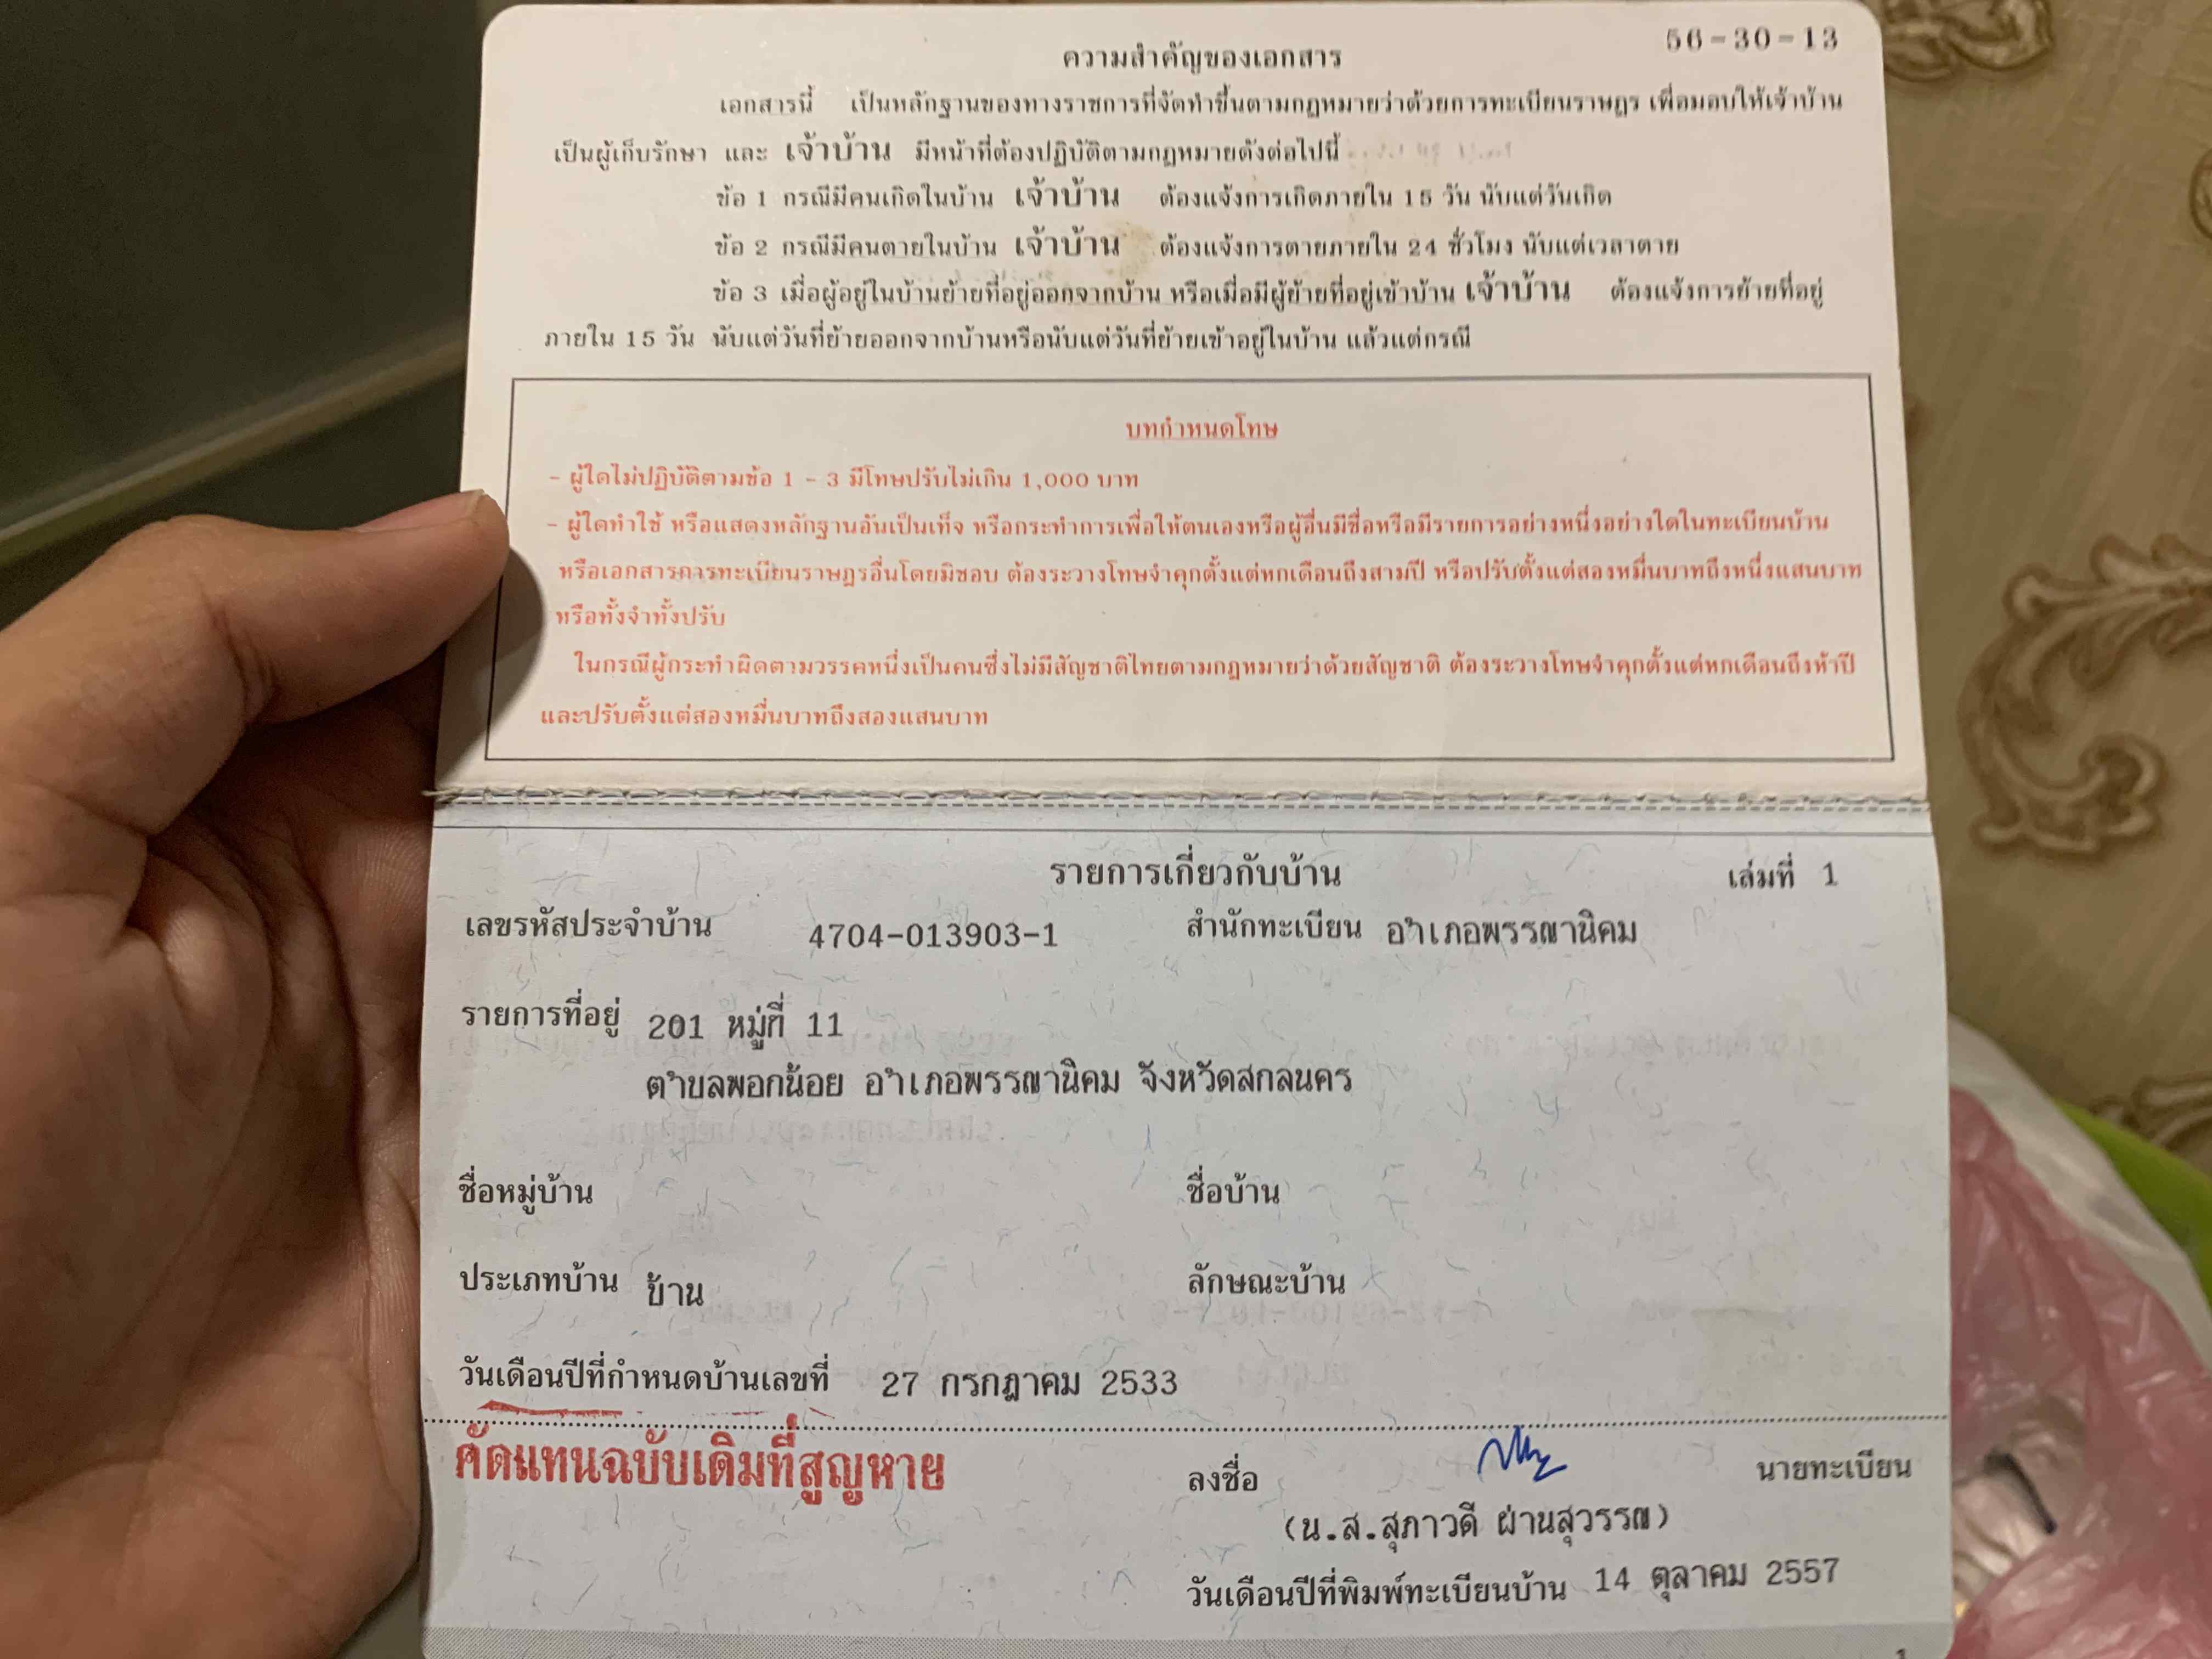 56-30-13
ความสำคัญของเอกสาร
เอกสารนี้ เป็นหลักฐานของทางราชการที่จัดทำขึ้นตามกฎหมายว่าด้วยการทะเบียนราษฎร เพื่อมอบให้เจ้าบ้าน
เป็นผู้เก็บรักษา และ เจ้าบ้าน มีหน้าที่ต้องปฏิบัติตามกฎหมายดังต่อไปนี้
ข้อ 1 กรณีมีคนเกิดในบ้าน เจ้าบ้าน ต้องแจ้งการเกิดภายใน 15 วัน นับแต่วันเกิด
ข้อ 2 กรณีมีคนตายในบ้าน เจ้าบ้าน ต้องแจ้งการตายภายใน 24 ชั่วโมง นับแต่เวลาตาย
ข้อ 3 เมื่อผู้อยู่ในบ้านย้ายที่อยู่ออกจากบ้าน หรือเมื่อมีผู้ย้ายที่อยู่เข้าบ้าน เจ้าบ้าน ต้องแจ้งการย้ายที่อยู่
ภายใน 15 วัน นับแต่วันที่ย้ายออกจากบ้านหรือนับแต่วันที่ย้ายเข้าอยู่ในบ้าน แล้วแต่กรณี
บทกำหนดโทษ
- ผู้ใดไม่ปฏิบัติตามข้อ 1 - 3 มีโทษปรับไม่เกิน 1,000 บาท
- ผู้ใดทำใช้ หรือแสดงหลักฐานอันเป็นเท็จ หรือกระทำการเพื่อให้ตนเองหรือผู้อื่นมีชื่อหรือมีรายการอย่างหนึ่งอย่างใดในทะเบียนบ้าน
หรือเอกสารการทะเบียนราษฎรอื่นโดยมิชอบ ต้องระวางโทษจำคุกตั้งแต่หกเดือนถึงสามปี หรือปรับตั้งแต่สองหมื่นบาทถึงหนึ่งแสนบาท
หรือทั้งจำทั้งปรับ
ในกรณีผู้กระทำผิดตามวรรคหนึ่งเป็นคนซึ่งไม่มีสัญชาติไทยตามกฎหมายว่าด้วยสัญชาติ ต้องระวางโทษจำคุกตั้งแต่หกเดือนถึงห้าปี
และปรับตั้งแต่สองหมื่นบาทถึงสองแสนบาท
รายการเกี่ยวกับบ้าน เล่มที่ 1
เลขรหัสประจำบ้าน 4704-013903-1 สำนักทะเบียน อำเภอพรรณานิคม
รายการที่อยู่ 201 หมู่ที่ 11
ตำบลพอกน้อย อำเภอพรรณานิคม จังหวัดสกลนคร
ชื่อหมู่บ้าน ชื่อบ้าน
ประเภทบ้าน บ้าน ลักษณะบ้าน
วันเดือนปีที่กำหนดบ้านเลขที่ 27 กรกฎาคม 2533
คัดแทนฉบับเดิมที่สูญหาย
ลงชื่อ นายทะเบียน
(น.ส.สุภาวดี ผ่านสุวรรณ)
วันเดือนปีที่พิมพ์ทะเบียนบ้าน 14 ตุลาคม 2557